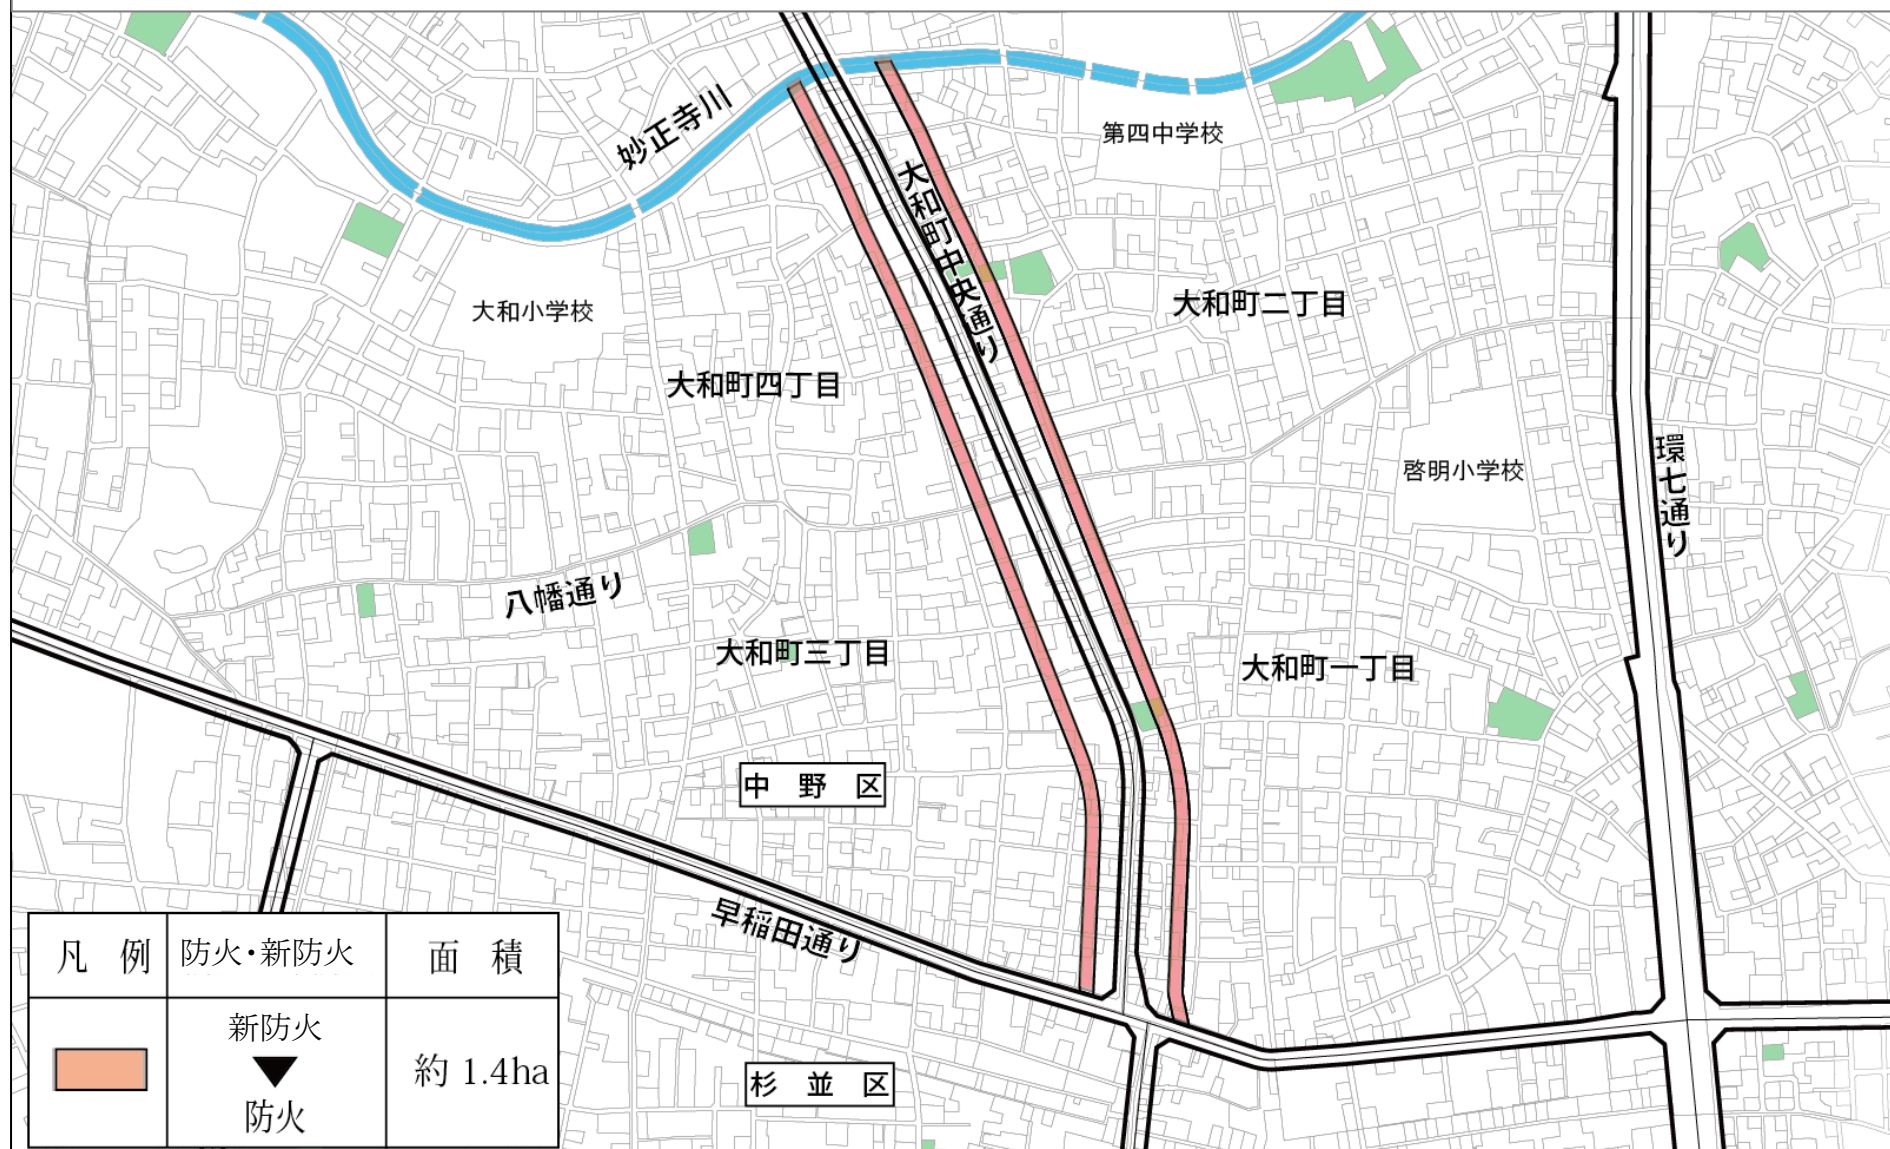 妙正寺川
第四中学校
大和町中央通り
大和小学校
大和町二丁目
大和町四丁目
啓明小学校
環七通り
八幡通り
大和町三丁目
大和町一丁目
中 野 区
早稲田通り
杉 並 区
凡 例 防火・新防火 面 積
新防火
▼
防火
約 1.4ha